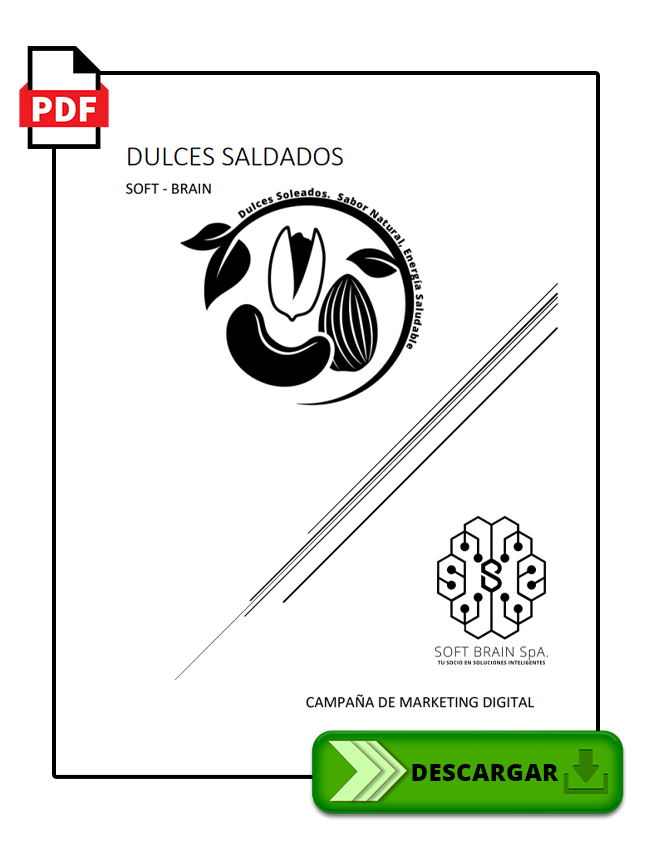 PDF
DULCES SALDADOS
SOFT - BRAIN
Dulces Soleados. Sabor Natural, Energía Saludable
S
SOFT BRAIN SpA.
TU SOCIO EN SOLUCIONES INTELIGENTES
CAMPAÑA DE MARKETING DIGITAL
DESCARGAR